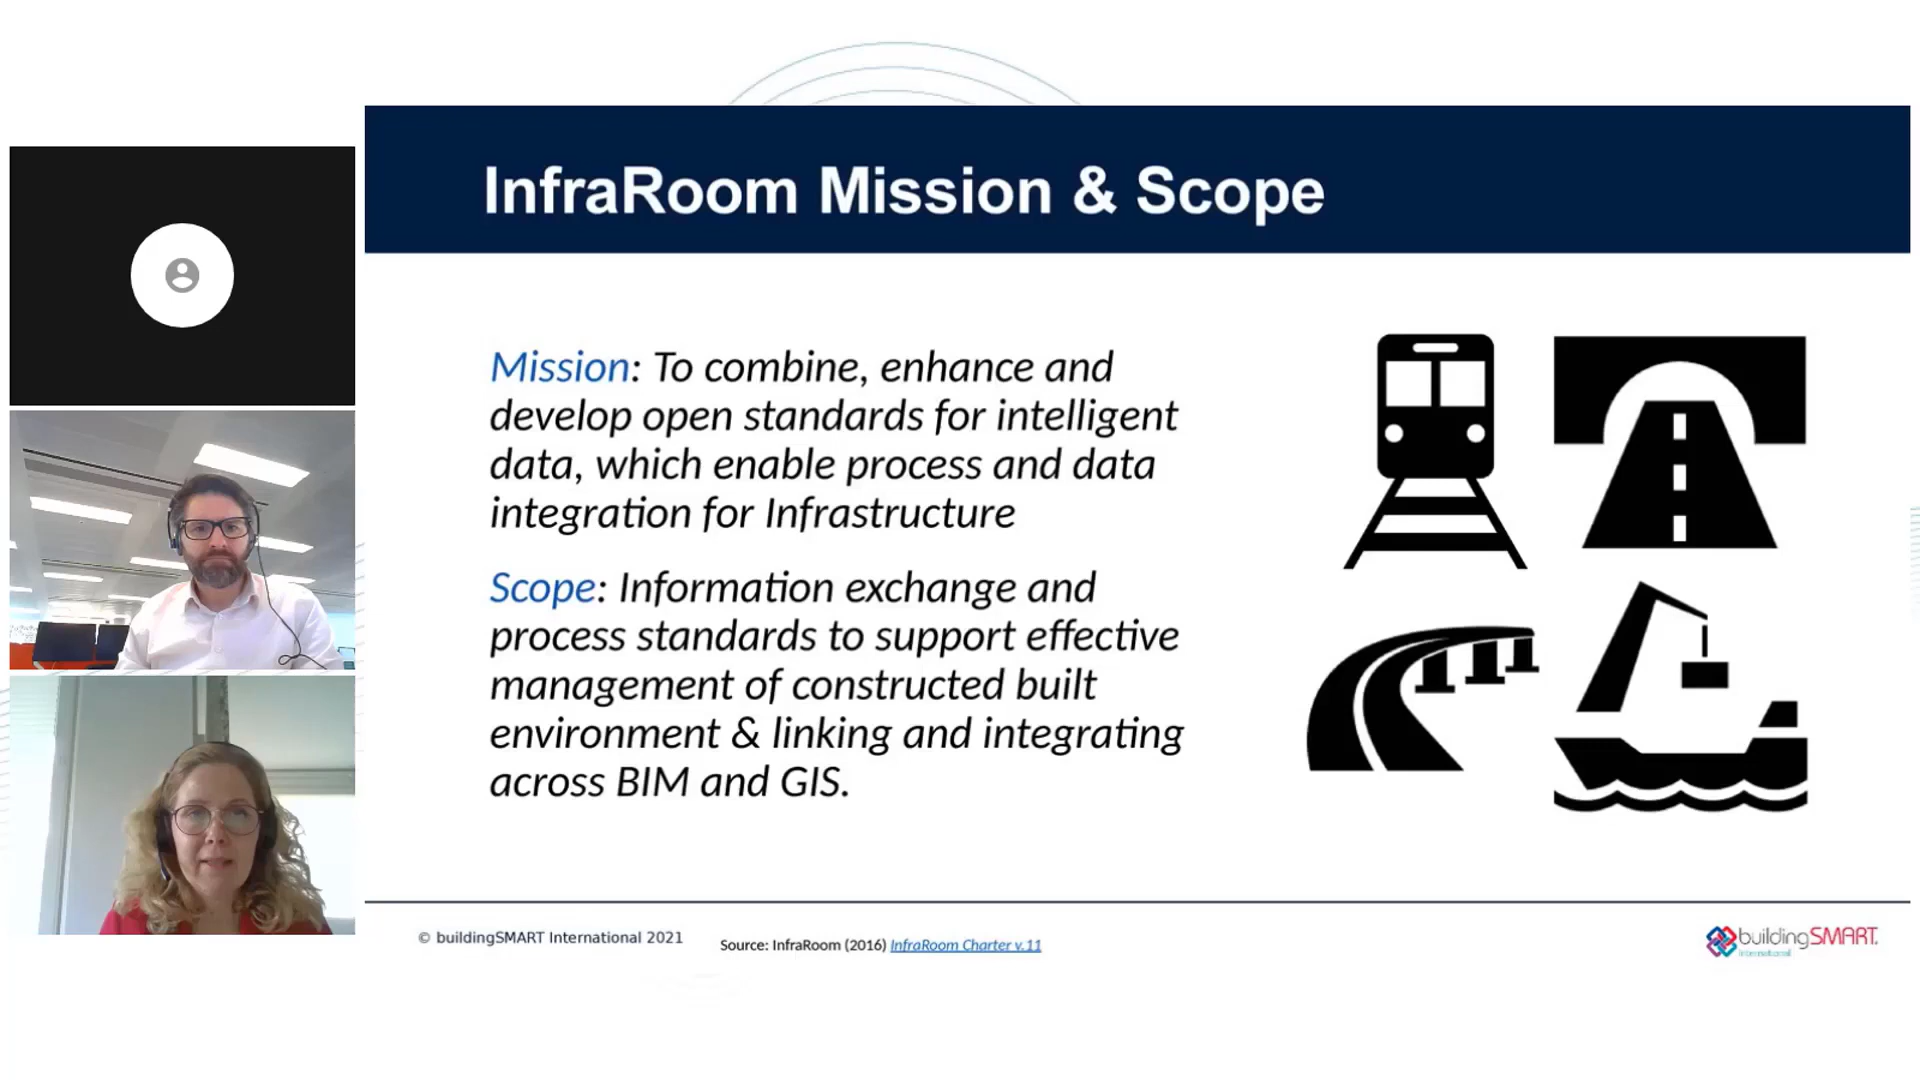 InfraRoom Mission & Scope
Mission: To combine, enhance and
develop open standards for intelligent
data, which enable process and data
integration for Infrastructure
Scope: Information exchange and
process standards to support effective
management of constructed built
environment & linking and integrating
across BIM and GIS.
© buildingSMART International 2021
Source: InfraRoom (2016) InfraRoom Charter v.11
buildingSMART.
International